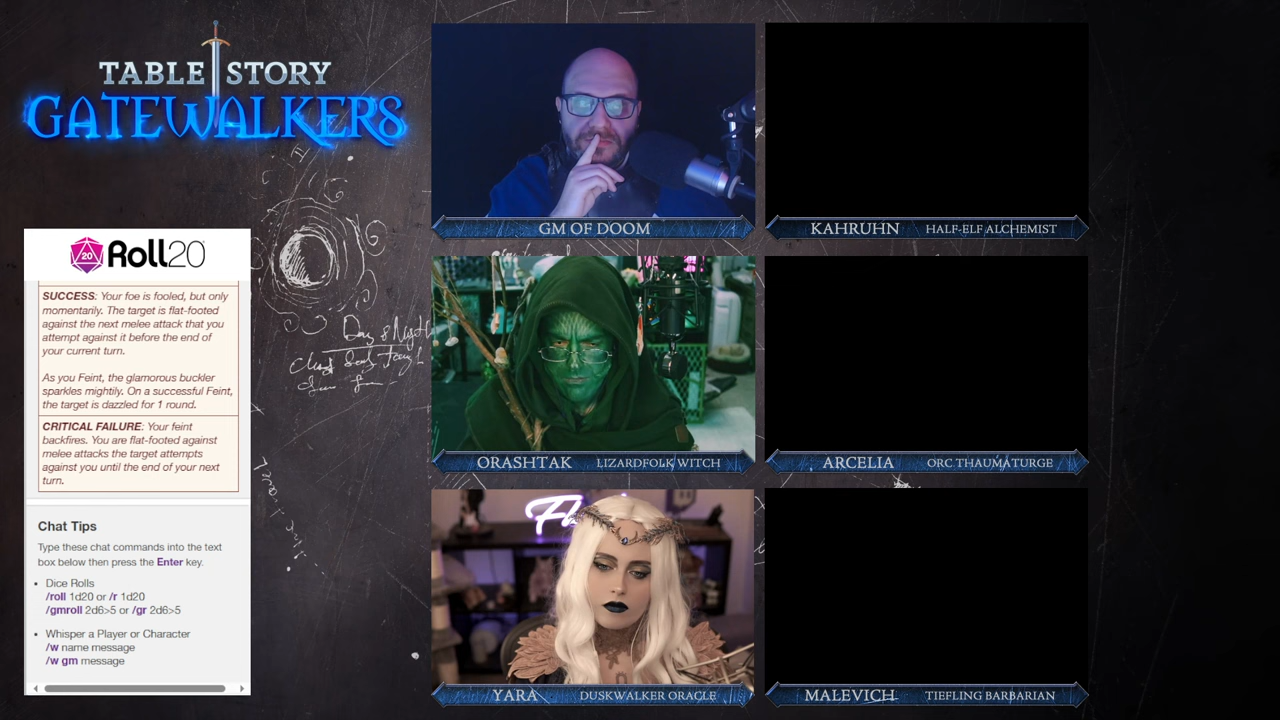 TABLE STORY
GATEWALKERS
Roll20
SUCCESS: Your foe is fooled, but only
momentarily. The target is flat-footed
against the next melee attack that you
attempt against it before the end of
your current turn.
As you Feint, the glamorous buckler
sparkles mightily. On a successful Feint,
the target is dazzled for 1 round.
CRITICAL FAILURE: Your feint
backfires. You are flat-footed against
melee attacks the target attempts
against you until the end of your next
turn.
Chat Tips
Type these chat commands into the text
box below then press the Enter key.
• Dice Rolls
/roll 1d20 or /r 1d20
/gmroll 2d6>5 or /gr 2d6>5
• Whisper a Player or Character
/w name message
/w gm message
Day & Night
GM OF DOOM
KAHRUHN HALF-ELF ALCHEMIST
ORASHTAK LIZARDFOLK WITCH
ARCELIA ORC THAUMATURGE
YARA DUSKWALKER ORACLE
MALEVICH TIEFLING BARBARIAN